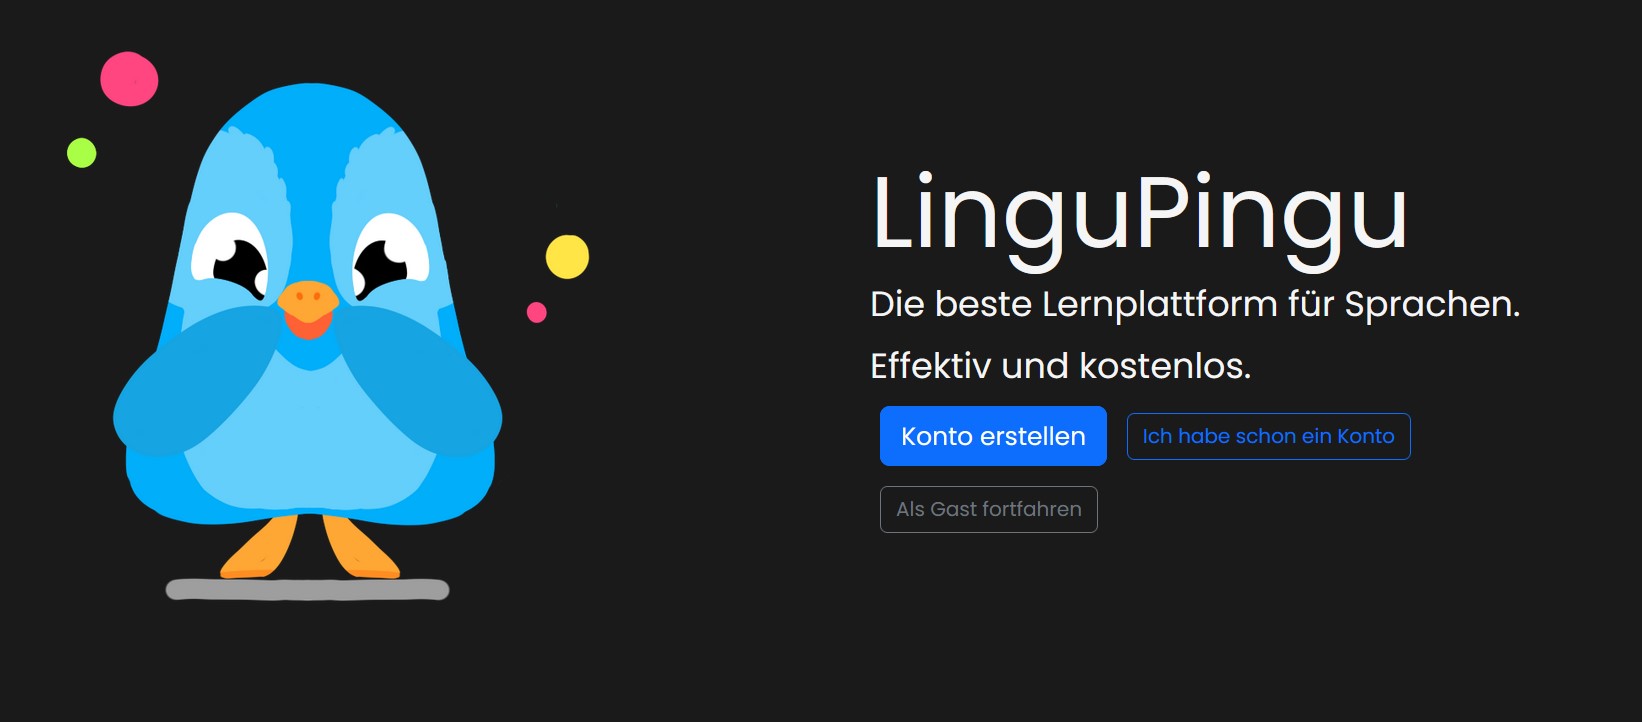 LinguPingu
Die beste Lernplattform für Sprachen.
Effektiv und kostenlos.
Konto erstellen
Ich habe schon ein Konto
Als Gast fortfahren